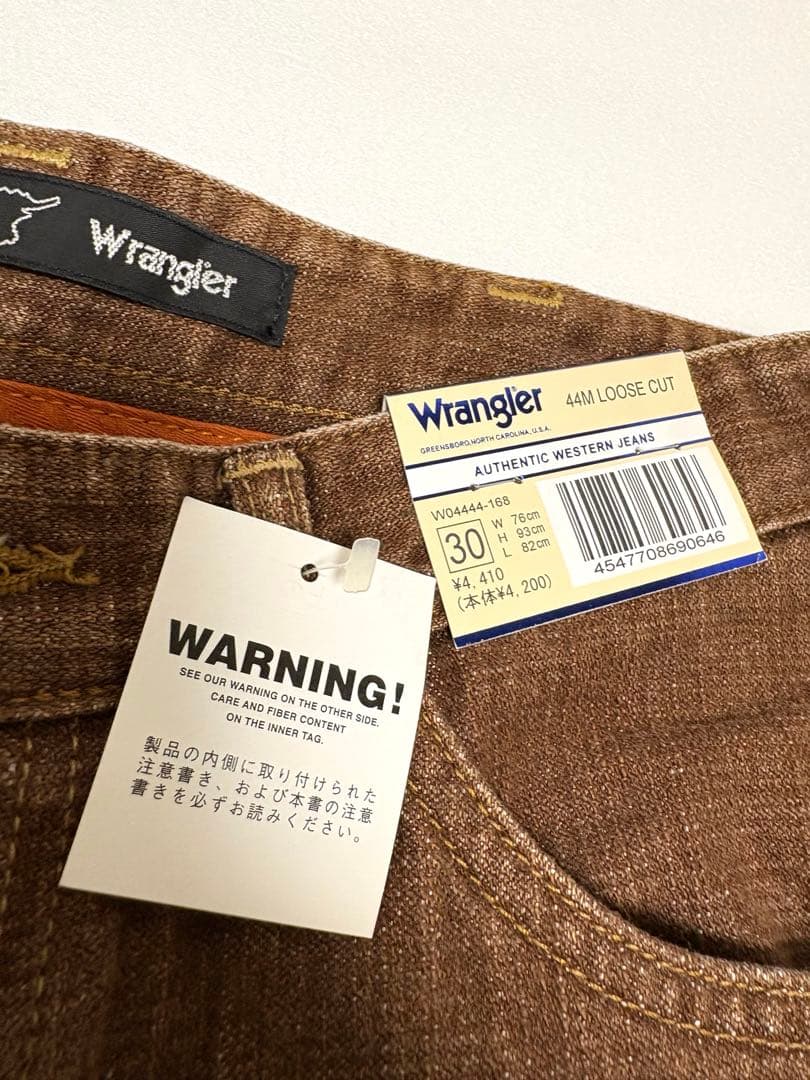 Wrangler
Wrangler 44M LOOSE CUT
GREENSBORO, NORTH CAROLINA, U.S.A.
AUTHENTIC WESTERN JEANS
W04444-168
30
W 76cm
H 93cm
L 82cm
¥4,410
(本体¥4,200)
4547708690646
WARNING!
SEE OUR WARNING ON THE OTHER SIDE.
CARE AND FIBER CONTENT
ON THE INNER TAG.
製品の内側に取り付けられた
注意書き、および本書の注意
書きを必ずお読みください。